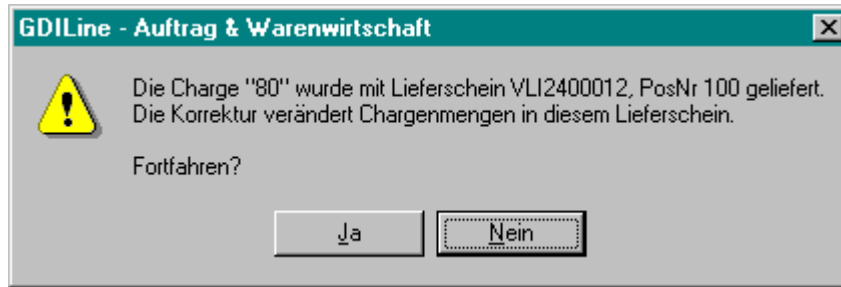 GDILine - Auftrag & Warenwirtschaft
Die Charge "80" wurde mit Lieferschein VLI2400012, PosNr 100 geliefert.
Die Korrektur verändert Chargenmengen in diesem Lieferschein.
Fortfahren?
Ja
Nein